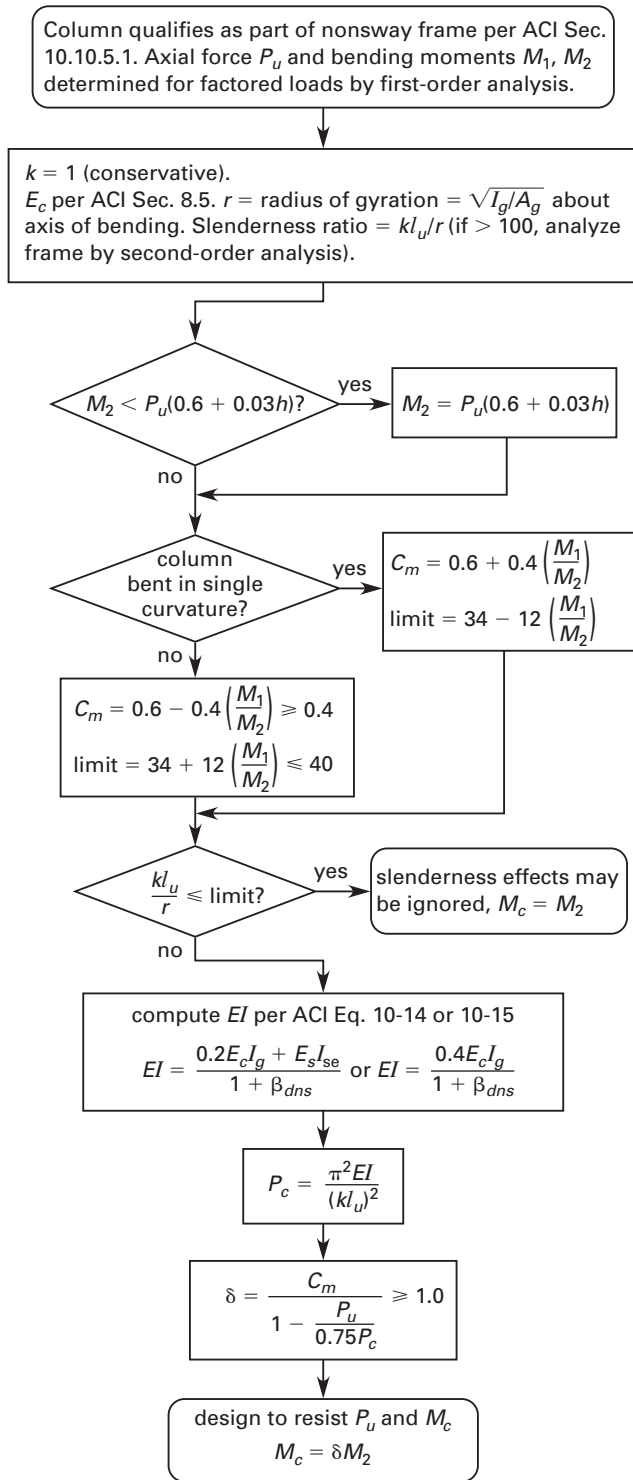 Column qualifies as part of nonsway frame per ACI Sec.
10.10.5.1. Axial force P_u and bending moments M_1, M_2
determined for factored loads by first-order analysis.
k = 1 (conservative).
E_c per ACI Sec. 8.5. r = radius of gyration = √(I_g/A_g) about
axis of bending. Slenderness ratio = kl_u/r (if > 100, analyze
frame by second-order analysis).
M_2 < P_u(0.6 + 0.03h)?
yes
M_2 = P_u(0.6 + 0.03h)
no
column
bent in single
curvature?
yes
C_m = 0.6 + 0.4 (M_1/M_2)
limit = 34 − 12 (M_1/M_2)
no
C_m = 0.6 − 0.4 (M_1/M_2) ⩾ 0.4
limit = 34 + 12 (M_1/M_2) ⩽ 40
kl_u/r ⩽ limit?
yes
slenderness effects may
be ignored, M_c = M_2
no
compute EI per ACI Eq. 10-14 or 10-15
EI = (0.2E_cI_g + E_sI_se)/(1 + β_dns) or EI = (0.4E_cI_g)/(1 + β_dns)
P_c = π²EI/(kl_u)²
δ = C_m/(1 − P_u/(0.75P_c)) ⩾ 1.0
design to resist P_u and M_c
M_c = δM_2